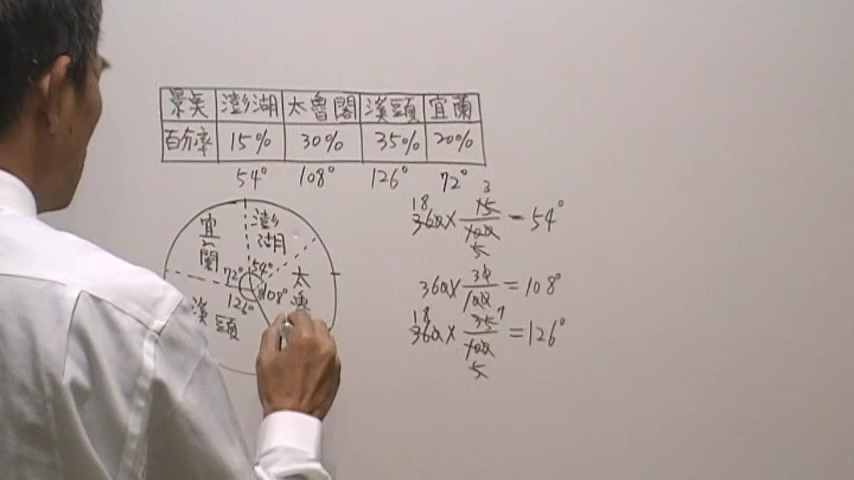 景矣 澎湖 太魯閣 溪頭 宜蘭
百分率 15% 30% 35% 20%
54° 108° 126° 72°
18 3
360 × 15/100 = 54°
5
360 × 30/100 = 108°
18 7
360 × 35/100 = 126°
5
宜蘭
澎湖
72° 54°
太魯
126° 108°
溪頭